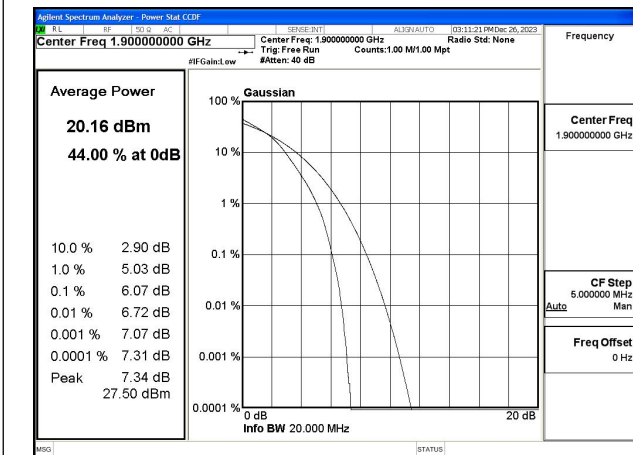 Agilent Spectrum Analyzer - Power Stat CCDF
RL RF 50 Ω AC SENSE:INT ALIGN AUTO 03:11:21 PM Dec 26, 2023
Center Freq 1.900000000 GHz
Center Freq: 1.900000000 GHz Radio Std: None
Trig: Free Run Counts:1.00 M/1.00 Mpt
#IFGain:Low #Atten: 40 dB
Frequency
Average Power
20.16 dBm
44.00 % at 0dB
10.0 % 2.90 dB
1.0 % 5.03 dB
0.1 % 6.07 dB
0.01 % 6.72 dB
0.001 % 7.07 dB
0.0001 % 7.31 dB
Peak 7.34 dB
27.50 dBm
Gaussian
100 %
10 %
1 %
0.1 %
0.01 %
0.001 %
0.0001 %
0 dB 20 dB
Info BW 20.000 MHz
Center Freq
1.900000000 GHz
CF Step
5.000000 MHz
Auto Man
Freq Offset
0 Hz
MSG STATUS